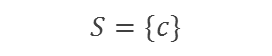 S = {c}